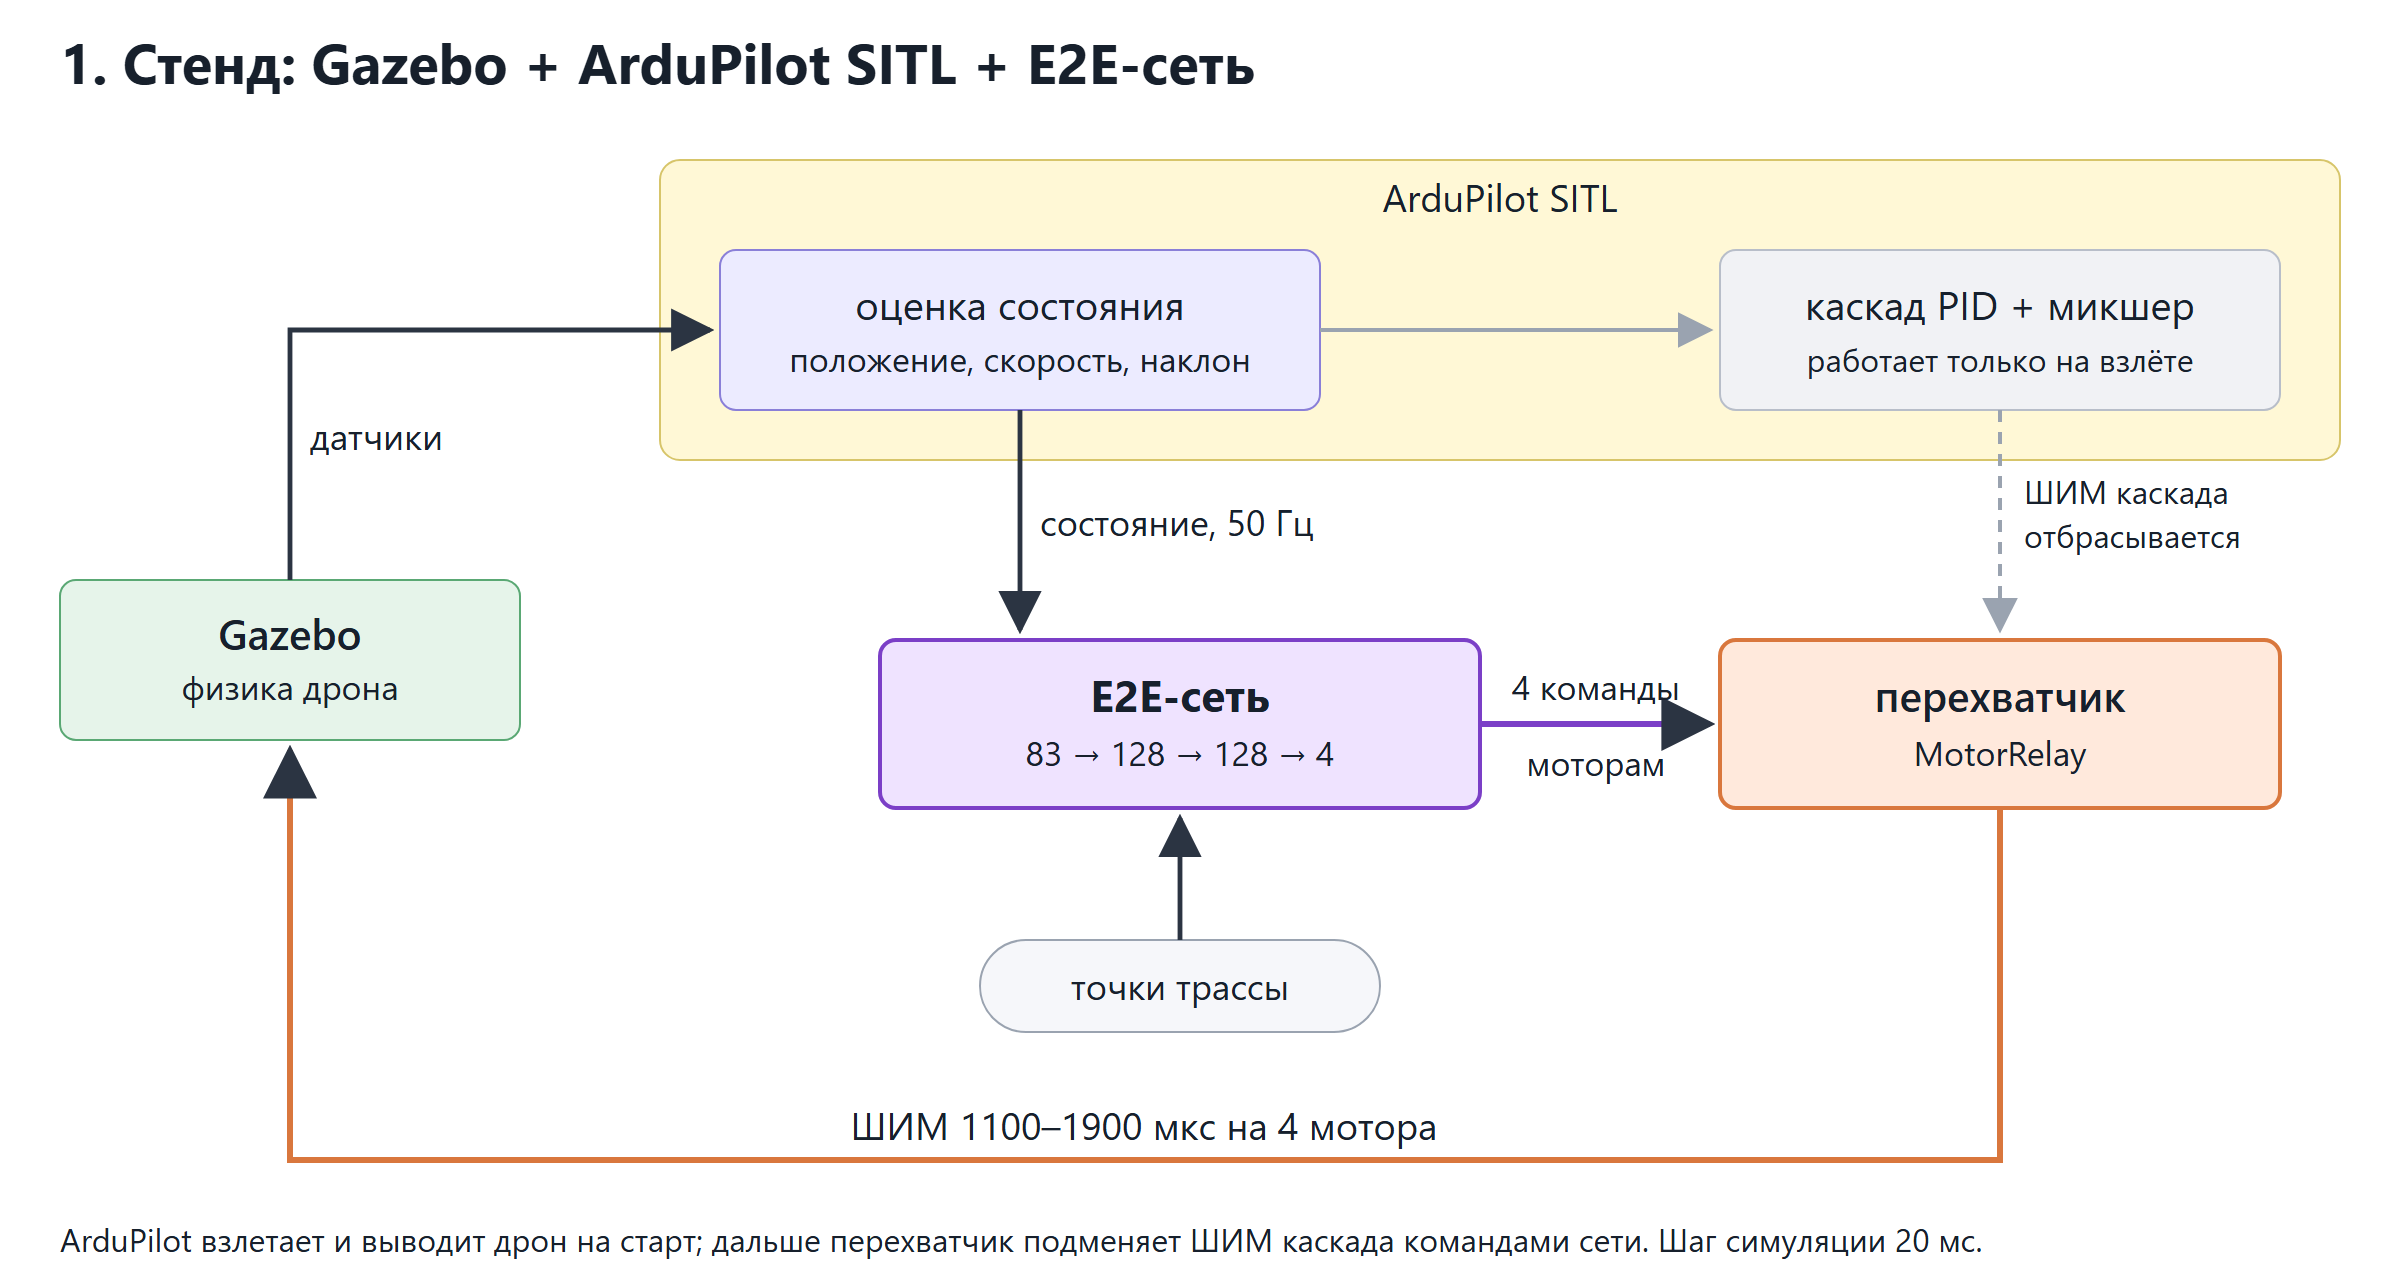 1. Стенд: Gazebo + ArduPilot SITL + E2E-сеть
ArduPilot SITL
оценка состояния
положение, скорость, наклон
каскад PID + микшер
работает только на взлёте
датчики
состояние, 50 Гц
ШИМ каскада
отбрасывается
Gazebo
физика дрона
E2E-сеть
83 → 128 → 128 → 4
4 команды
моторам
перехватчик
MotorRelay
точки трассы
ШИМ 1100–1900 мкс на 4 мотора
ArduPilot взлетает и выводит дрон на старт; дальше перехватчик подменяет ШИМ каскада командами сети. Шаг симуляции 20 мс.